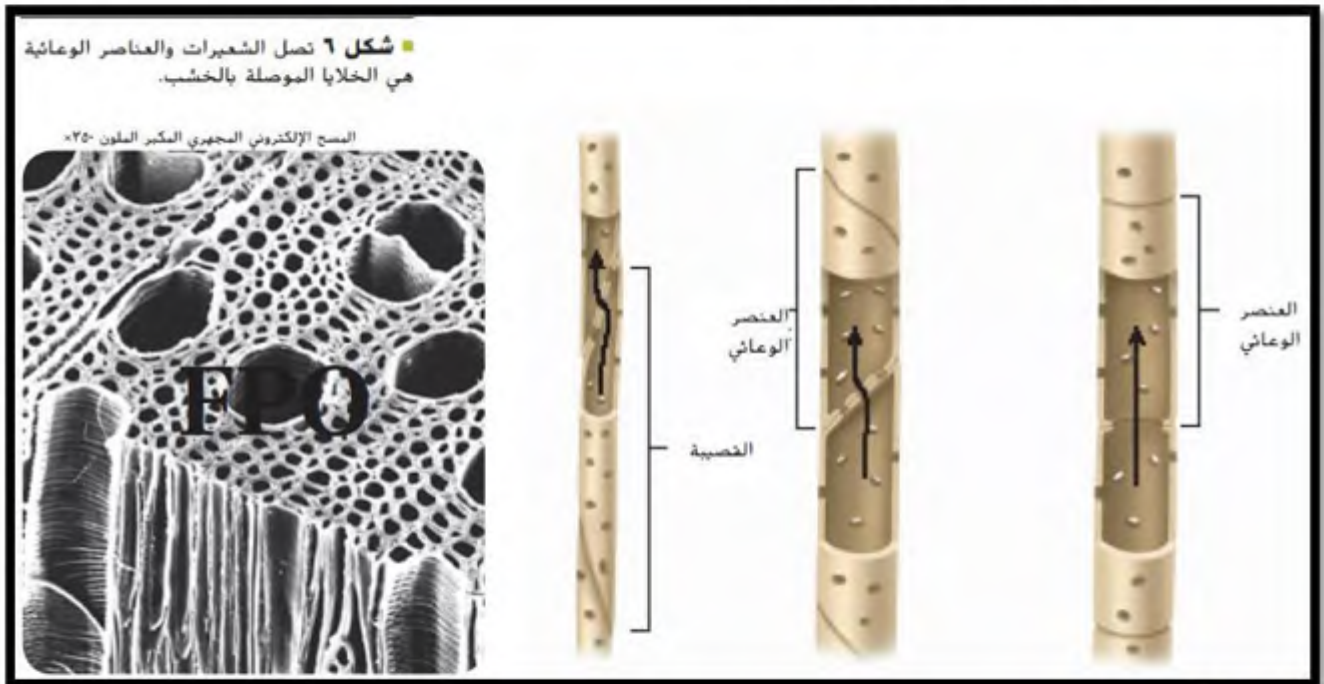 ■ شكل ٦ تصل الشعيرات والعناصر الوعائية
هي الخلايا الموصلة بالخشب.
المسح الإلكتروني المجهري المكبر الملون ×٣٥٠
FPO
القصيبة
العنصر
الوعائي
العنصر
الوعائي